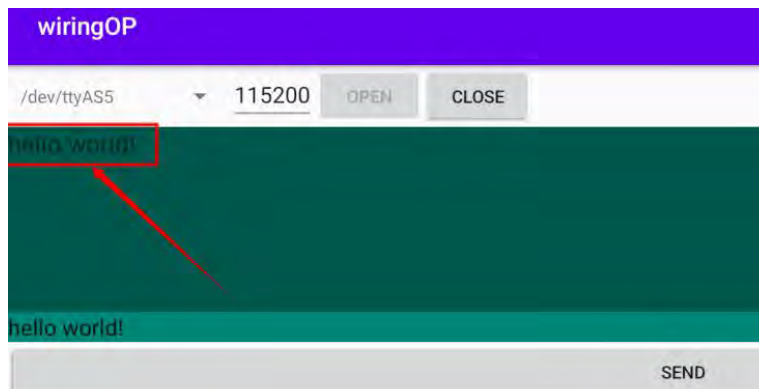 wiringOP
/dev/ttyAS5 115200 OPEN CLOSE
hello world!
hello world!
SEND